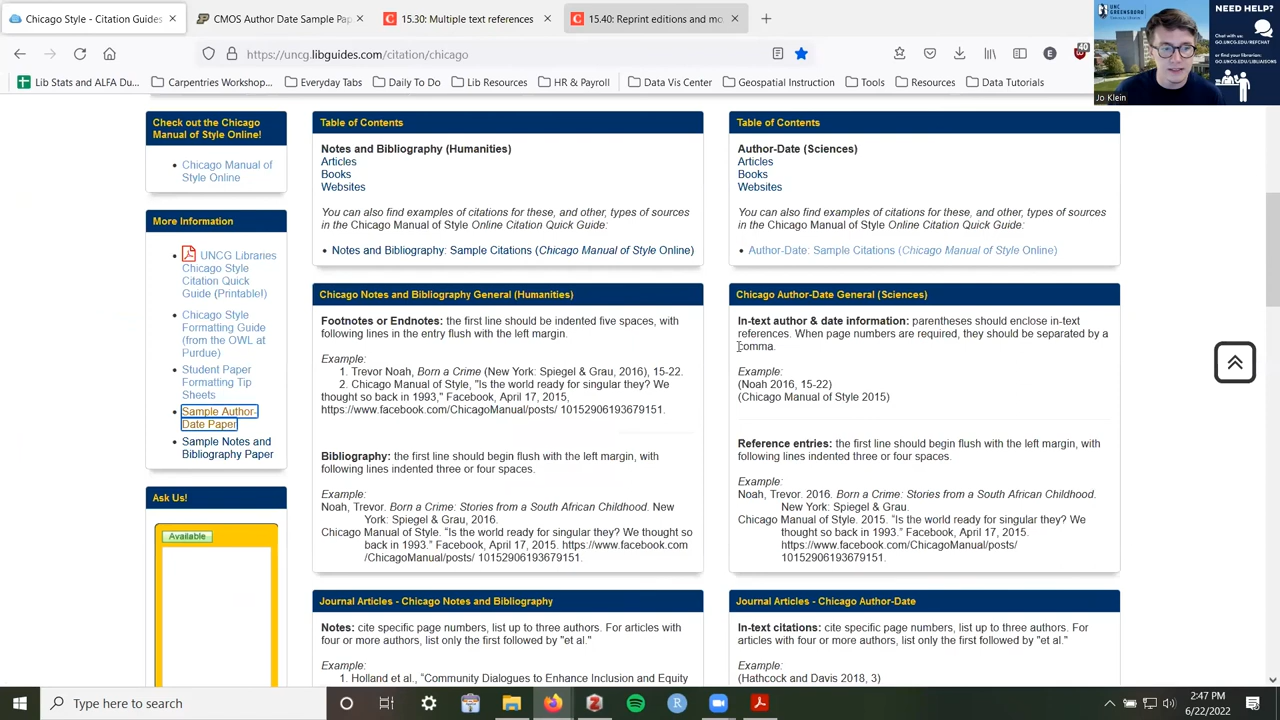 Chicago Style - Citation Guides
CMOS Author Date Sample Pap
ultiple text references
15.40: Reprint editions and mo
https://uncg.libguides.com/citation/chicago
Lib Stats and ALFA Du...
Carpentries Workshop...
Everyday Tabs
Daily To Do
Lib Resources
HR & Payroll
Data Vis Center
Geospatial Instruction
Tools
Resources
Data Tutorials
40
UNC GREENSBORO
NEED HELP?
Chat with us:
GO.UNCG.EDU/REFCHAT
or find your librarian:
GO.UNCG.EDU/LIBLIAISONS
Jo Klein
Check out the Chicago
Manual of Style Online!
• Chicago Manual of
Style Online
More Information
• UNCG Libraries
Chicago Style
Citation Quick
Guide (Printable!)
• Chicago Style
Formatting Guide
(from the OWL at
Purdue)
• Student Paper
Formatting Tip
Sheets
• Sample Author-
Date Paper
• Sample Notes and
Bibliography Paper
Ask Us!
Available
Table of Contents
Notes and Bibliography (Humanities)
Articles
Books
Websites
You can also find examples of citations for these, and other, types of sources
in the Chicago Manual of Style Online Citation Quick Guide:
• Notes and Bibliography: Sample Citations (Chicago Manual of Style Online)
Chicago Notes and Bibliography General (Humanities)
Footnotes or Endnotes: the first line should be indented five spaces, with
following lines in the entry flush with the left margin.
Example:
1. Trevor Noah, Born a Crime (New York: Spiegel & Grau, 2016), 15-22.
2. Chicago Manual of Style, "Is the world ready for singular they? We
thought so back in 1993," Facebook, April 17, 2015,
https://www.facebook.com/ChicagoManual/posts/ 10152906193679151.
Bibliography: the first line should begin flush with the left margin, with
following lines indented three or four spaces.
Example:
Noah, Trevor. Born a Crime: Stories from a South African Childhood. New
York: Spiegel & Grau, 2016.
Chicago Manual of Style. “Is the world ready for singular they? We thought so
back in 1993.” Facebook, April 17, 2015. https://www.facebook.com
/ChicagoManual/posts/ 10152906193679151.
Journal Articles - Chicago Notes and Bibliography
Notes: cite specific page numbers, list up to three authors. For articles with
four or more authors, list only the first followed by "et al."
Example:
1. Holland et al., “Community Dialogues to Enhance Inclusion and Equity
Table of Contents
Author-Date (Sciences)
Articles
Books
Websites
You can also find examples of citations for these, and other, types of sources
in the Chicago Manual of Style Online Citation Quick Guide:
• Author-Date: Sample Citations (Chicago Manual of Style Online)
Chicago Author-Date General (Sciences)
In-text author & date information: parentheses should enclose in-text
references. When page numbers are required, they should be separated by a
comma.
Example:
(Noah 2016, 15-22)
(Chicago Manual of Style 2015)
Reference entries: the first line should begin flush with the left margin, with
following lines indented three or four spaces.
Example:
Noah, Trevor. 2016. Born a Crime: Stories from a South African Childhood.
New York: Spiegel & Grau.
Chicago Manual of Style. 2015. “Is the world ready for singular they? We
thought so back in 1993.” Facebook, April 17, 2015.
https://www.facebook.com/ChicagoManual/posts/
10152906193679151.
Journal Articles - Chicago Author-Date
In-text citations: cite specific page numbers, list up to three authors. For
articles with four or more authors, list only the first followed by "et al."
Example:
(Hathcock and Davis 2018, 3)
Type here to search
2:47 PM
6/22/2022